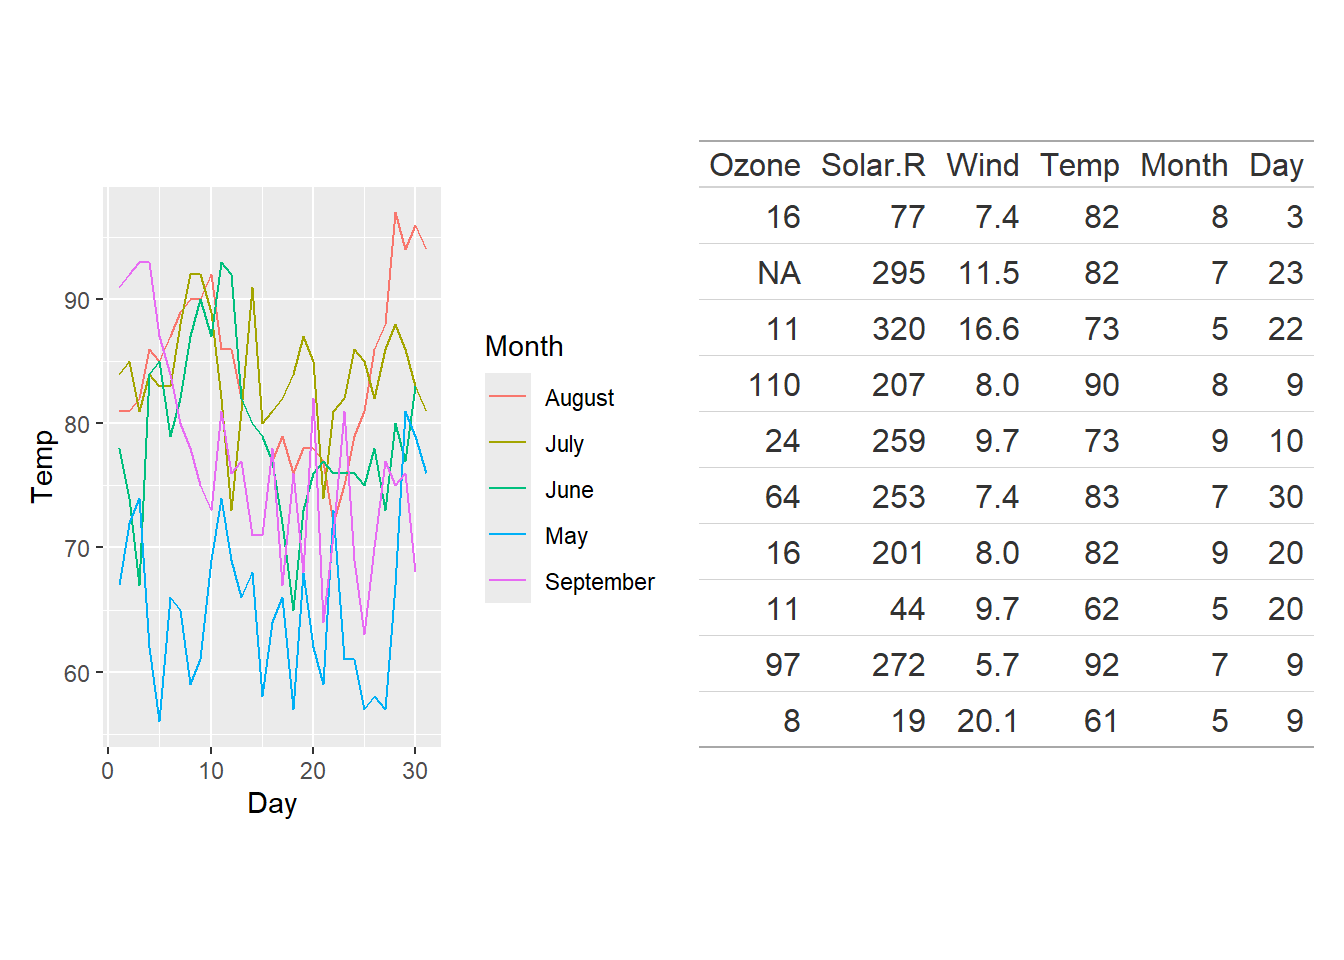 Temp
90
80
70
60
0 10 20 30
Day
Month
August
July
June
May
September
Ozone Solar.R Wind Temp Month Day
16 77 7.4 82 8 3
NA 295 11.5 82 7 23
11 320 16.6 73 5 22
110 207 8.0 90 8 9
24 259 9.7 73 9 10
64 253 7.4 83 7 30
16 201 8.0 82 9 20
11 44 9.7 62 5 20
97 272 5.7 92 7 9
8 19 20.1 61 5 9